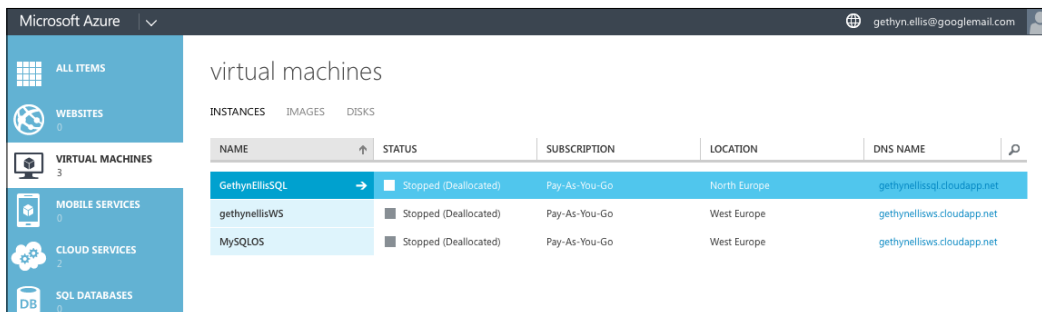 Microsoft Azure gethyn.ellis@googlemail.com
ALL ITEMS
virtual machines
WEBSITES
0
INSTANCES IMAGES DISKS
VIRTUAL MACHINES
3
NAME STATUS SUBSCRIPTION LOCATION DNS NAME
GethynEllisSQL Stopped (Deallocated) Pay-As-You-Go North Europe gethynellissql.cloudapp.net
MOBILE SERVICES
0
gethynellisWS Stopped (Deallocated) Pay-As-You-Go West Europe gethynellisws.cloudapp.net
MySQLOS Stopped (Deallocated) Pay-As-You-Go West Europe gethynellisws.cloudapp.net
CLOUD SERVICES
2
SQL DATABASES
0
DB